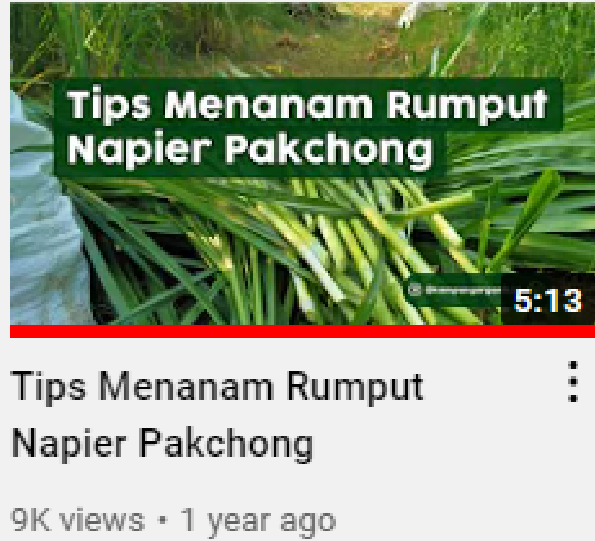 Tips Menanam Rumput
Napier Pakchong
5:13
Tips Menanam Rumput
Napier Pakchong
9K views • 1 year ago